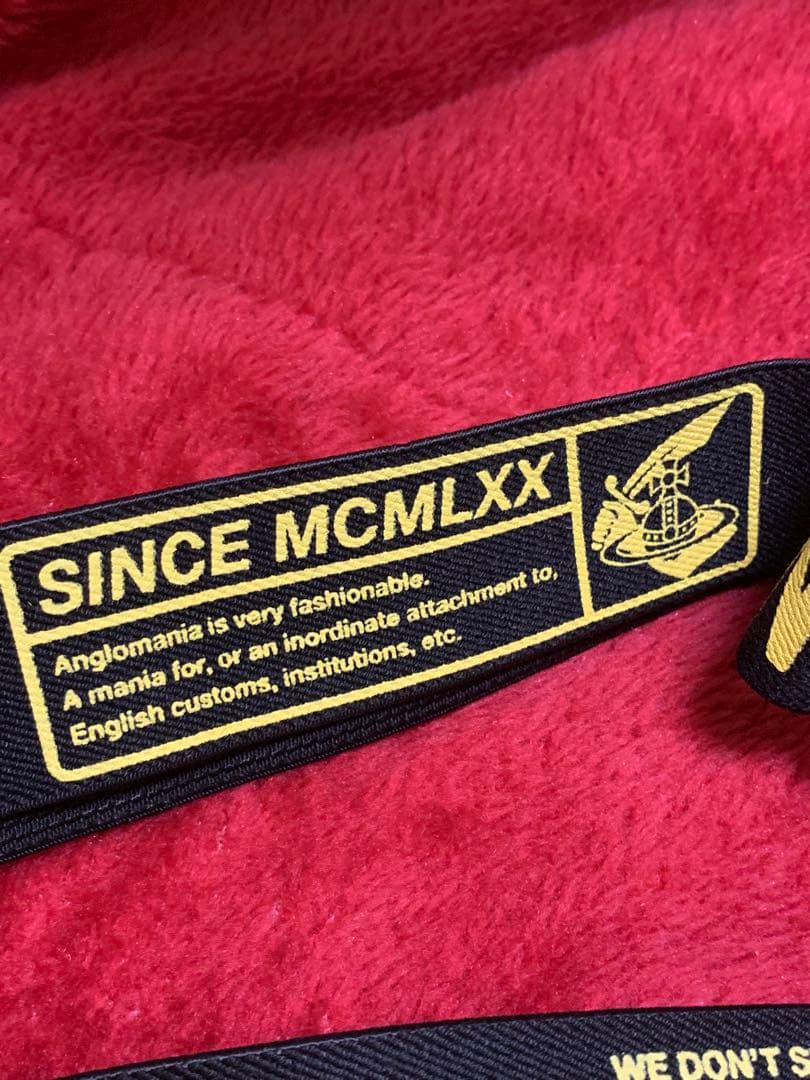 SINCE MCMLXX
Anglomania is very fashionable.
A mania for, or an inordinate attachment to,
English customs, institutions, etc.
WE DON'T S